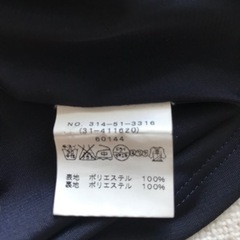 NO 314-51-3316
(31-411620)
60144
表地 ポリエステル 100%
裏地 ポリエステル 100%